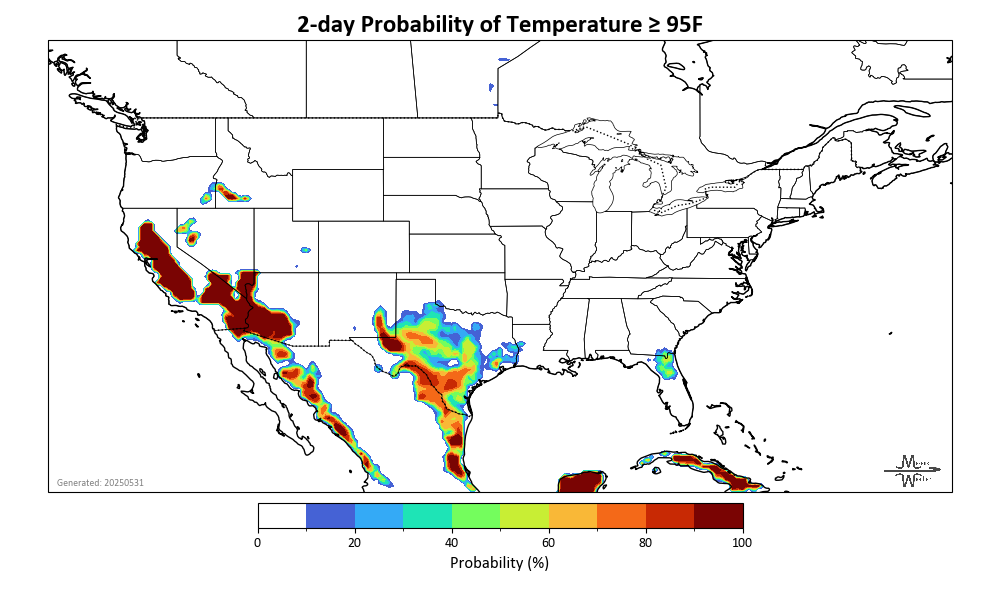 2-day Probability of Temperature ≥ 95F
Generated: 20250531
0 20 40 60 80 100
Probability (%)